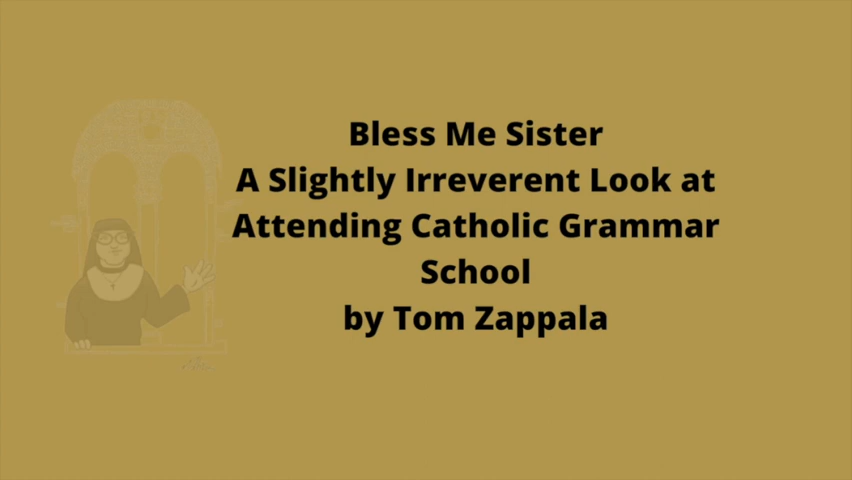 Bless Me Sister
A Slightly Irreverent Look at
Attending Catholic Grammar
School
by Tom Zappala